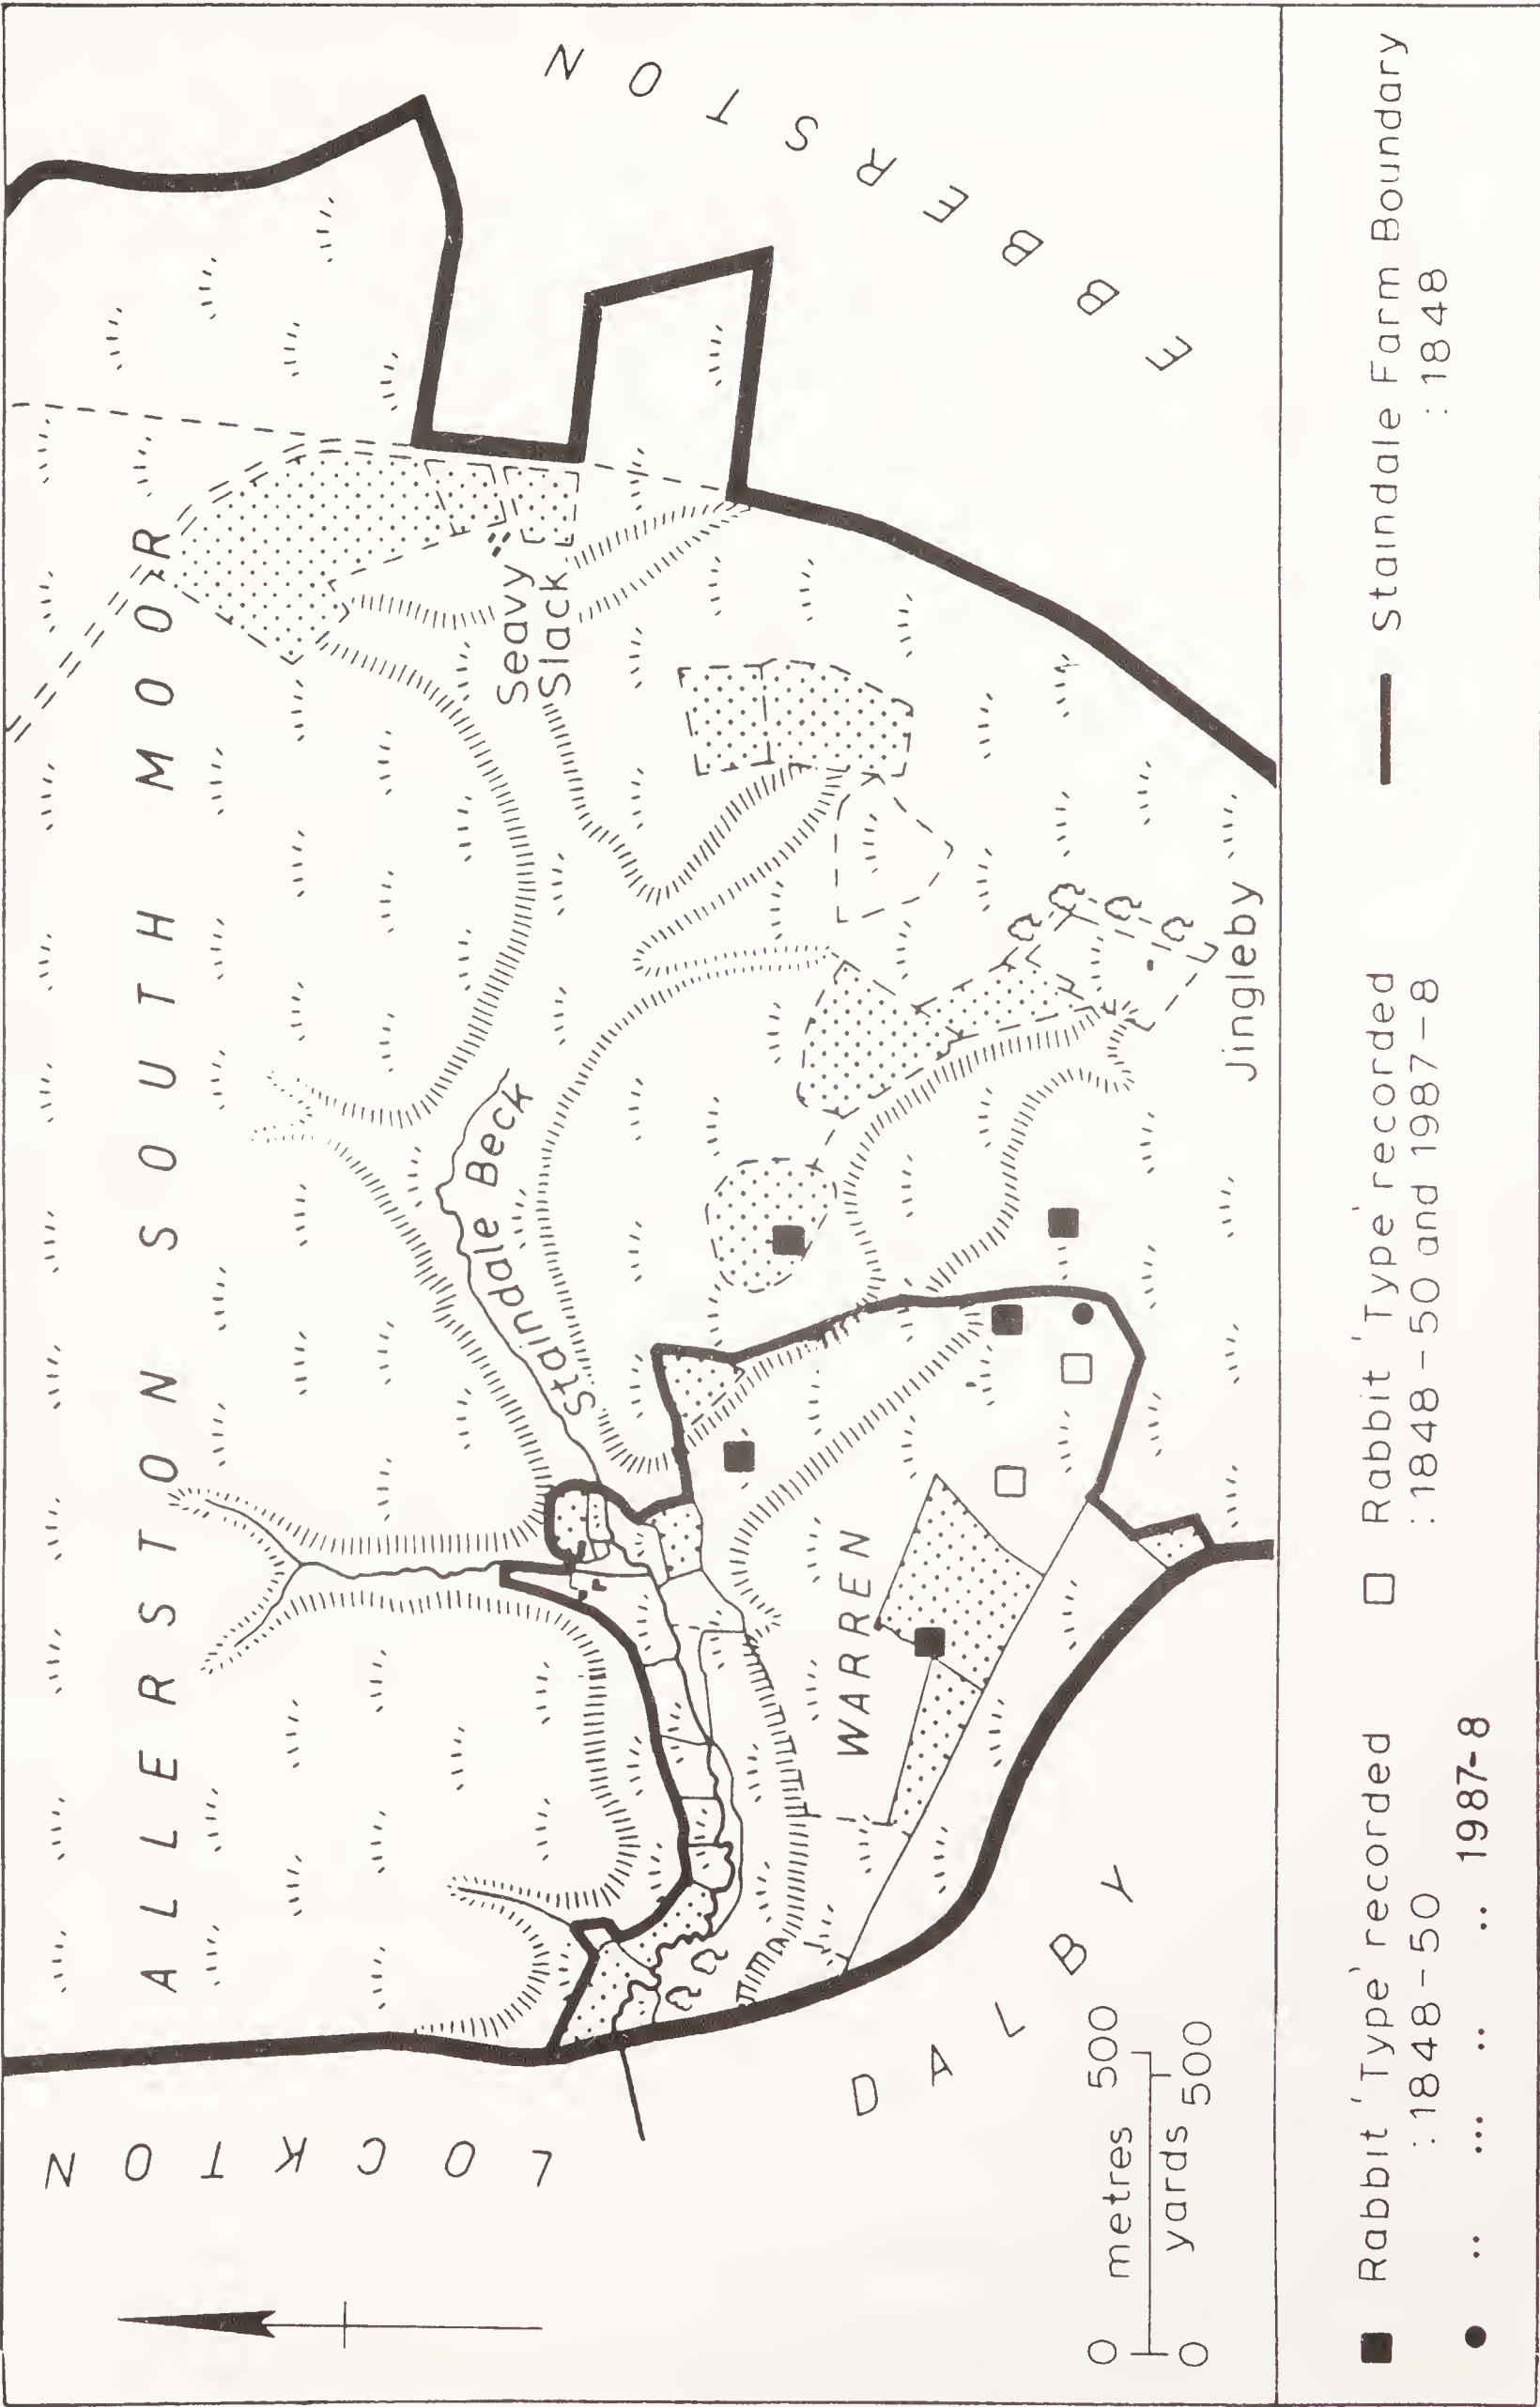 ALLERSTON SOUTH MOOR
LOCKTON
EBBERSTON
Seavy
Slack
Staindale Beck
WARREN
DALBY
Jingleby
0 metres 500
0 yards 500
■ Rabbit 'Type' recorded
: 1848-50
● .. ... .. .. 1987-8
□ Rabbit 'Type' recorded
: 1848-50 and 1987-8
Staindale Farm Boundary
: 1848